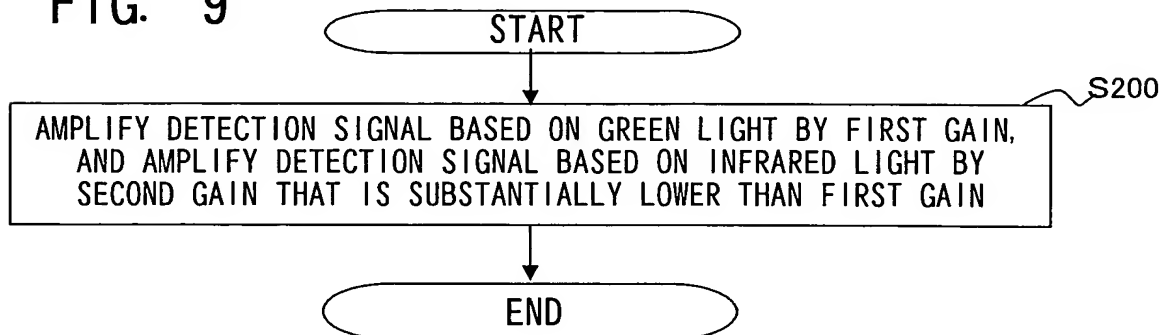 FIG. 9
START
S200
AMPLIFY DETECTION SIGNAL BASED ON GREEN LIGHT BY FIRST GAIN,
AND AMPLIFY DETECTION SIGNAL BASED ON INFRARED LIGHT BY
SECOND GAIN THAT IS SUBSTANTIALLY LOWER THAN FIRST GAIN
END